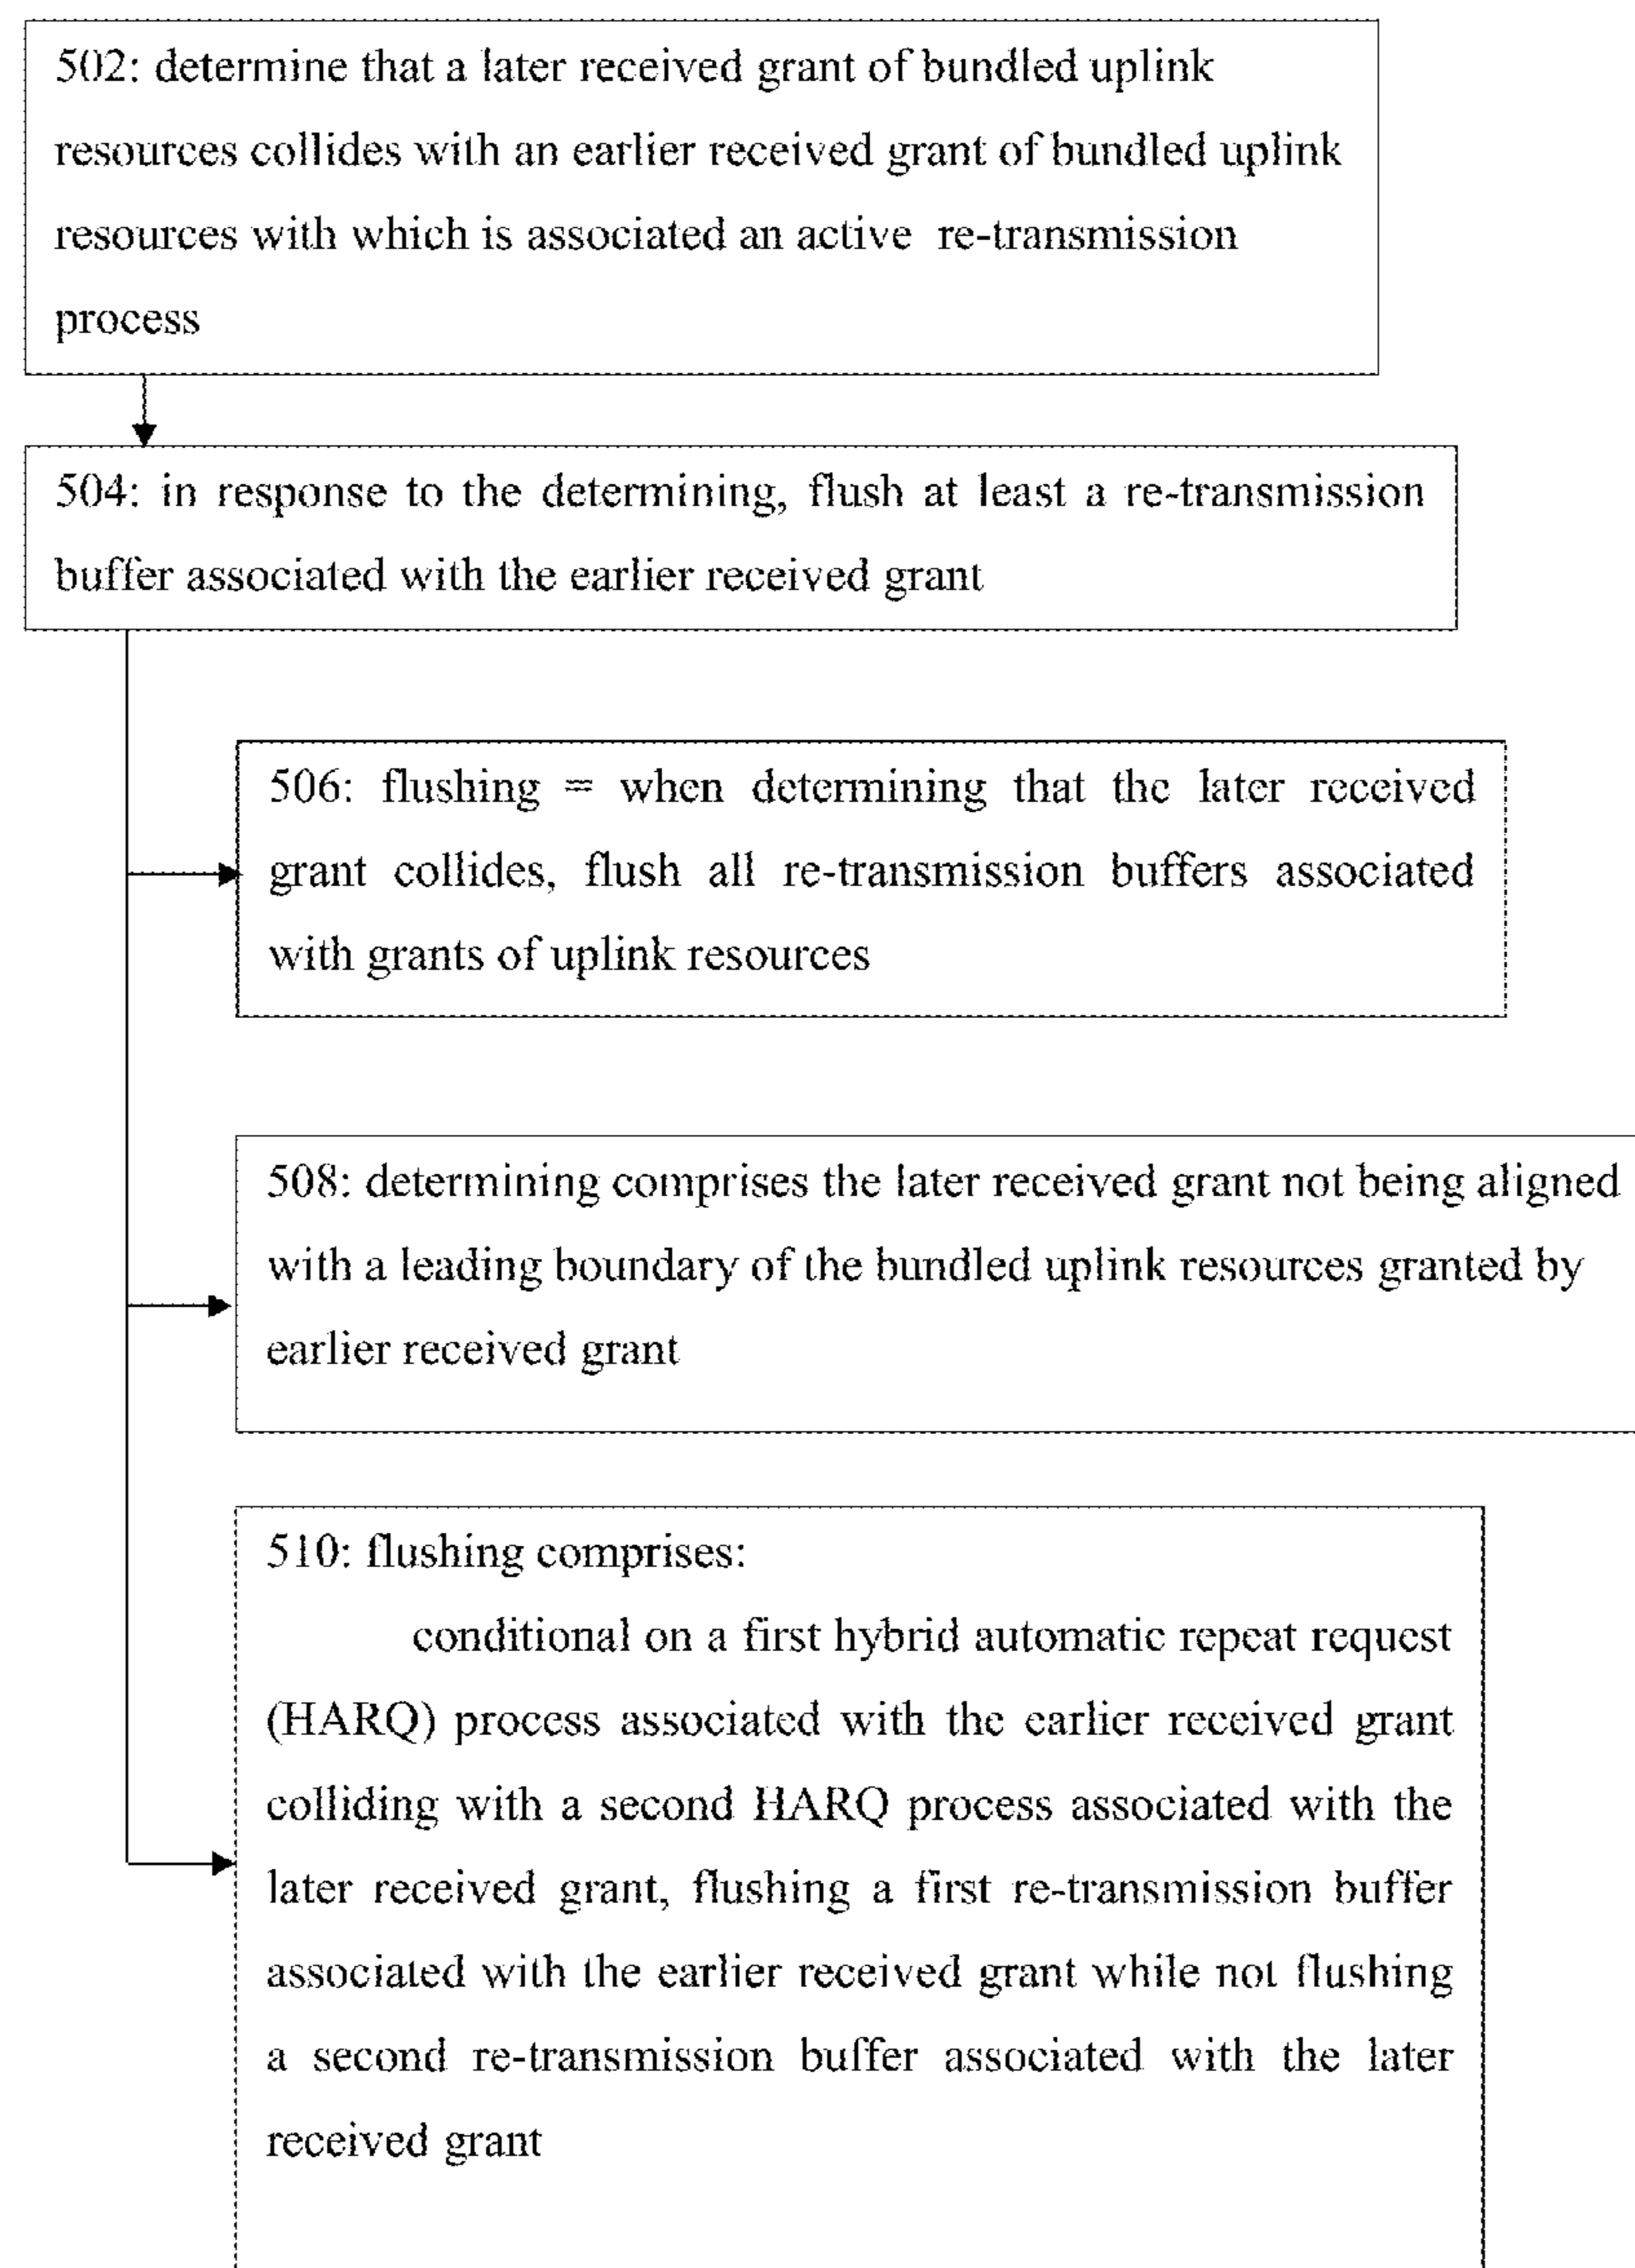 502: determine that a later received grant of bundled uplink
resources collides with an earlier received grant of bundled uplink
resources with which is associated an active re-transmission
process
504: in response to the determining, flush at least a re-transmission
buffer associated with the earlier received grant
506: flushing = when determining that the later received
grant collides, flush all re-transmission buffers associated
with grants of uplink resources
508: determining comprises the later received grant not being aligned
with a leading boundary of the bundled uplink resources granted by
earlier received grant
510: flushing comprises:
conditional on a first hybrid automatic repeat request
(HARQ) process associated with the earlier received grant
colliding with a second HARQ process associated with the
later received grant, flushing a first re-transmission buffer
associated with the earlier received grant while not flushing
a second re-transmission buffer associated with the later
received grant